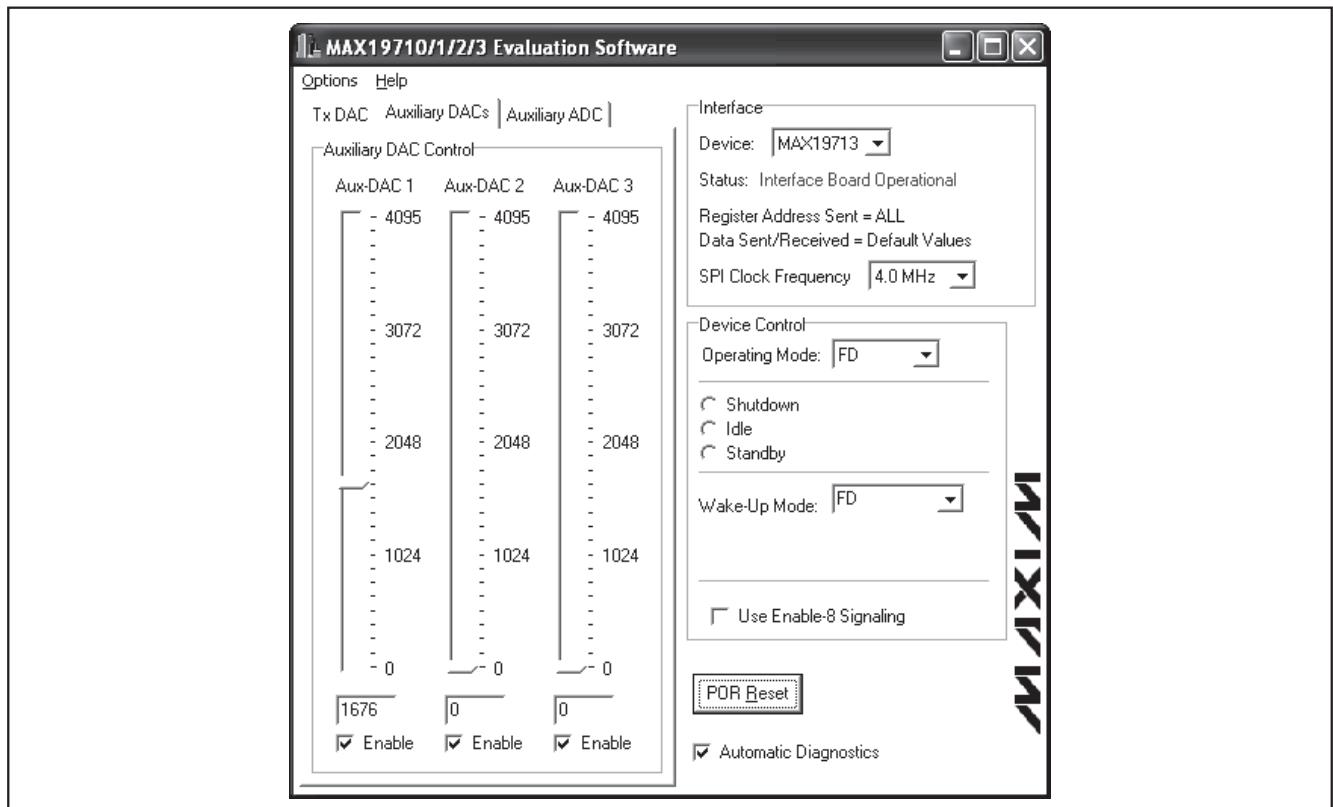 MAX19710/1/2/3 Evaluation Software
Options Help
Tx DAC Auxiliary DACs Auxiliary ADC
Auxiliary DAC Control
Aux-DAC 1 Aux-DAC 2 Aux-DAC 3
4095 4095 4095
3072 3072 3072
2048 2048 2048
1024 1024 1024
0 0 0
1676 0 0
Enable Enable Enable
Interface
Device: MAX19713
Status: Interface Board Operational
Register Address Sent = ALL
Data Sent/Received = Default Values
SPI Clock Frequency 4.0 MHz
Device Control
Operating Mode: FD
Shutdown
Idle
Standby
Wake-Up Mode: FD
Use Enable-8 Signaling
POR Reset
Automatic Diagnostics
MAXIM